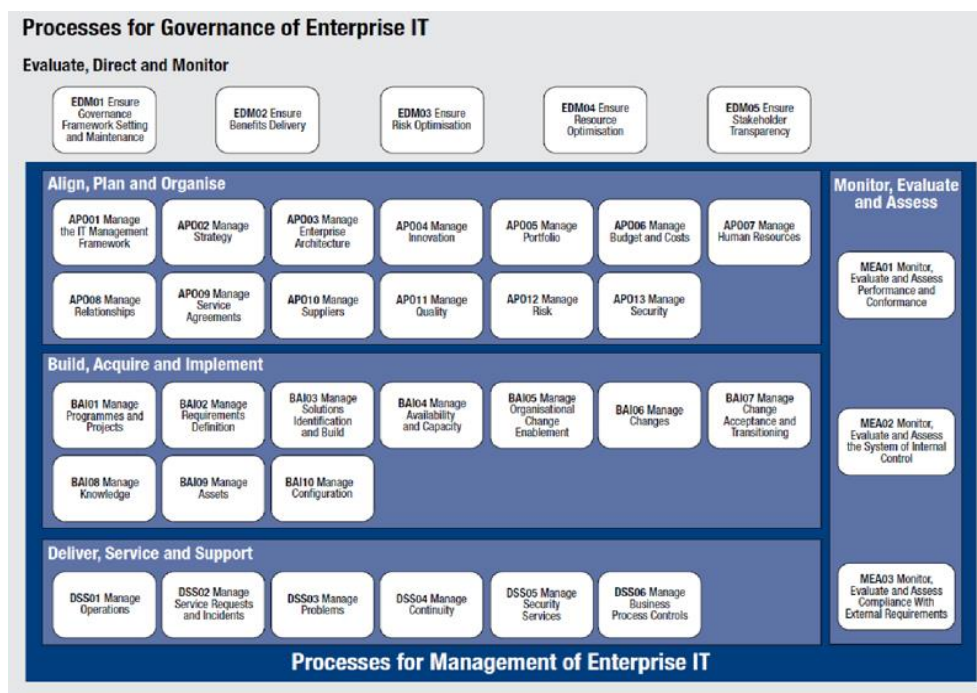 Processes for Governance of Enterprise IT
Evaluate, Direct and Monitor
EDM01 Ensure
Governance
Framework Setting
and Maintenance
EDM02 Ensure
Benefits Delivery
EDM03 Ensure
Risk Optimisation
EDM04 Ensure
Resource
Optimisation
EDM05 Ensure
Stakeholder
Transparency
Align, Plan and Organise
APO01 Manage
the IT Management
Framework
APO02 Manage
Strategy
APO03 Manage
Enterprise
Architecture
APO04 Manage
Innovation
APO05 Manage
Portfolio
APO06 Manage
Budget and Costs
APO07 Manage
Human Resources
APO08 Manage
Relationships
APO09 Manage
Service
Agreements
APO10 Manage
Suppliers
APO11 Manage
Quality
APO12 Manage
Risk
APO13 Manage
Security
Build, Acquire and Implement
BAI01 Manage
Programmes and
Projects
BAI02 Manage
Requirements
Definition
BAI03 Manage
Solutions
Identification
and Build
BAI04 Manage
Availability
and Capacity
BAI05 Manage
Organisational
Change
Enablement
BAI06 Manage
Changes
BAI07 Manage
Change
Acceptance and
Transitioning
BAI08 Manage
Knowledge
BAI09 Manage
Assets
BAI10 Manage
Configuration
Deliver, Service and Support
DSS01 Manage
Operations
DSS02 Manage
Service Requests
and Incidents
DSS03 Manage
Problems
DSS04 Manage
Continuity
DSS05 Manage
Security
Services
DSS06 Manage
Business
Process Controls
Monitor, Evaluate
and Assess
MEA01 Monitor,
Evaluate and Assess
Performance and
Conformance
MEA02 Monitor,
Evaluate and Assess
the System of Internal
Control
MEA03 Monitor,
Evaluate and Assess
Compliance With
External Requirements
Processes for Management of Enterprise IT